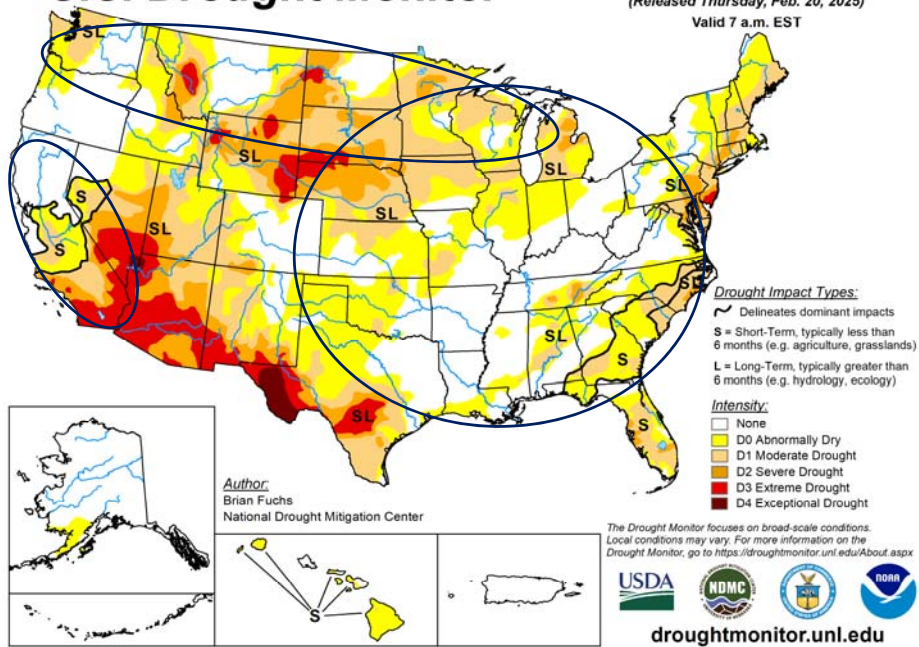 U.S. Drought Monitor
(Released Thursday, Feb. 20, 2025)
Valid 7 a.m. EST
SL
S
S
SL
SL
SL
SL
SL
SL
SL
SL
S
S
Drought Impact Types:
Delineates dominant impacts
S = Short-Term, typically less than
6 months (e.g. agriculture, grasslands)
L = Long-Term, typically greater than
6 months (e.g. hydrology, ecology)
Intensity:
None
D0 Abnormally Dry
D1 Moderate Drought
D2 Severe Drought
D3 Extreme Drought
D4 Exceptional Drought
Author:
Brian Fuchs
National Drought Mitigation Center
S
The Drought Monitor focuses on broad-scale conditions.
Local conditions may vary. For more information on the
Drought Monitor, go to https://droughtmonitor.unl.edu/About.aspx
USDA
NDMC
NOAA
droughtmonitor.unl.edu